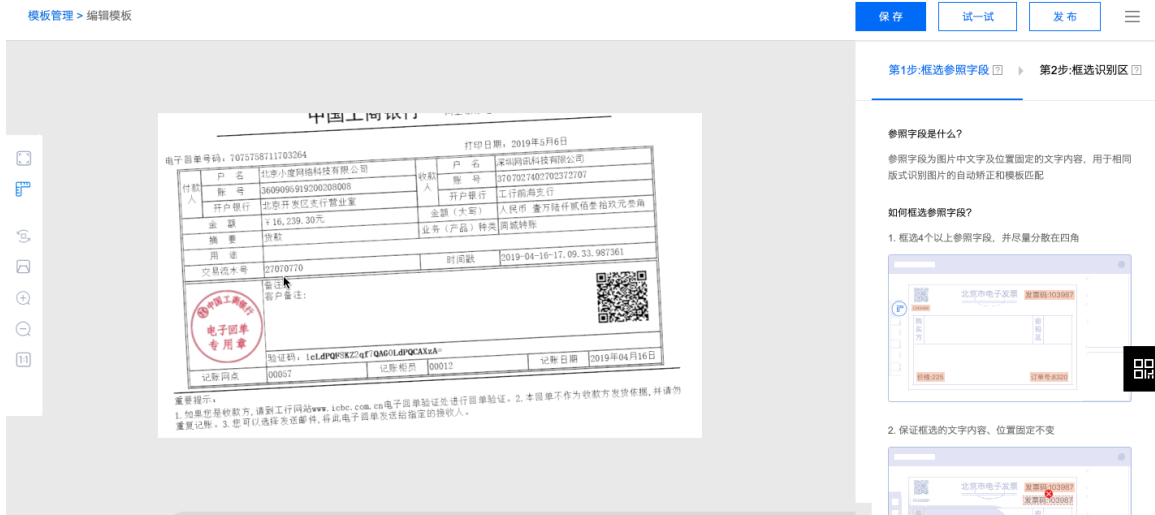 模板管理 > 编辑模板
保存
试一试
发布
第1步:框选参照字段 ?
第2步:框选识别区 ?
中国工商银行
电子回单号码: 7075758711703264
打印日期: 2019年5月6日
付款人
户 名
北京小度网络科技有限公司
收款人
户 名
深圳网讯科技有限公司
账 号
3609095919200208008
账 号
3707027402702372707
开户银行
北京开发区支行营业室
开户银行
工行前海支行
金 额
¥16,239.30元
金额(大写)
人民币 壹万陆仟贰佰叁拾玖元叁角
摘 要
货款
业务(产品)种类
同城转账
用 途
交易流水号
27070770
时间戳
2019-04-16-17.09.33.987361
备注:
客户备注:
中国工商银行
电子回单
专用章
验证码: 1cLdPQFSKZ2qf7QAGOLdPQCAXzA=
记账网点
00057
记账柜员
00012
记账日期
2019年04月16日
重要提示:
1.如果您是收款方,请到工行网站www.icbc.com.cn电子回单验证处进行回单验证。2.本回单不作为收款方发货依据,并请勿
重复记账。3.您可以选择发送邮件,将此电子回单发送给指定的接收人。
1:1
参照字段是什么?
参照字段为图片中文字及位置固定的文字内容，用于相同
版式识别图片的自动矫正和模板匹配
如何框选参照字段?
1. 框选4个以上参照字段，并尽量分散在四角
北京市电子发票
发票码:103987
购买方
密码区
价格:235
订单号:8320
2. 保证框选的文字内容、位置固定不变
北京市电子发票
发票码:103987
发票码:103987